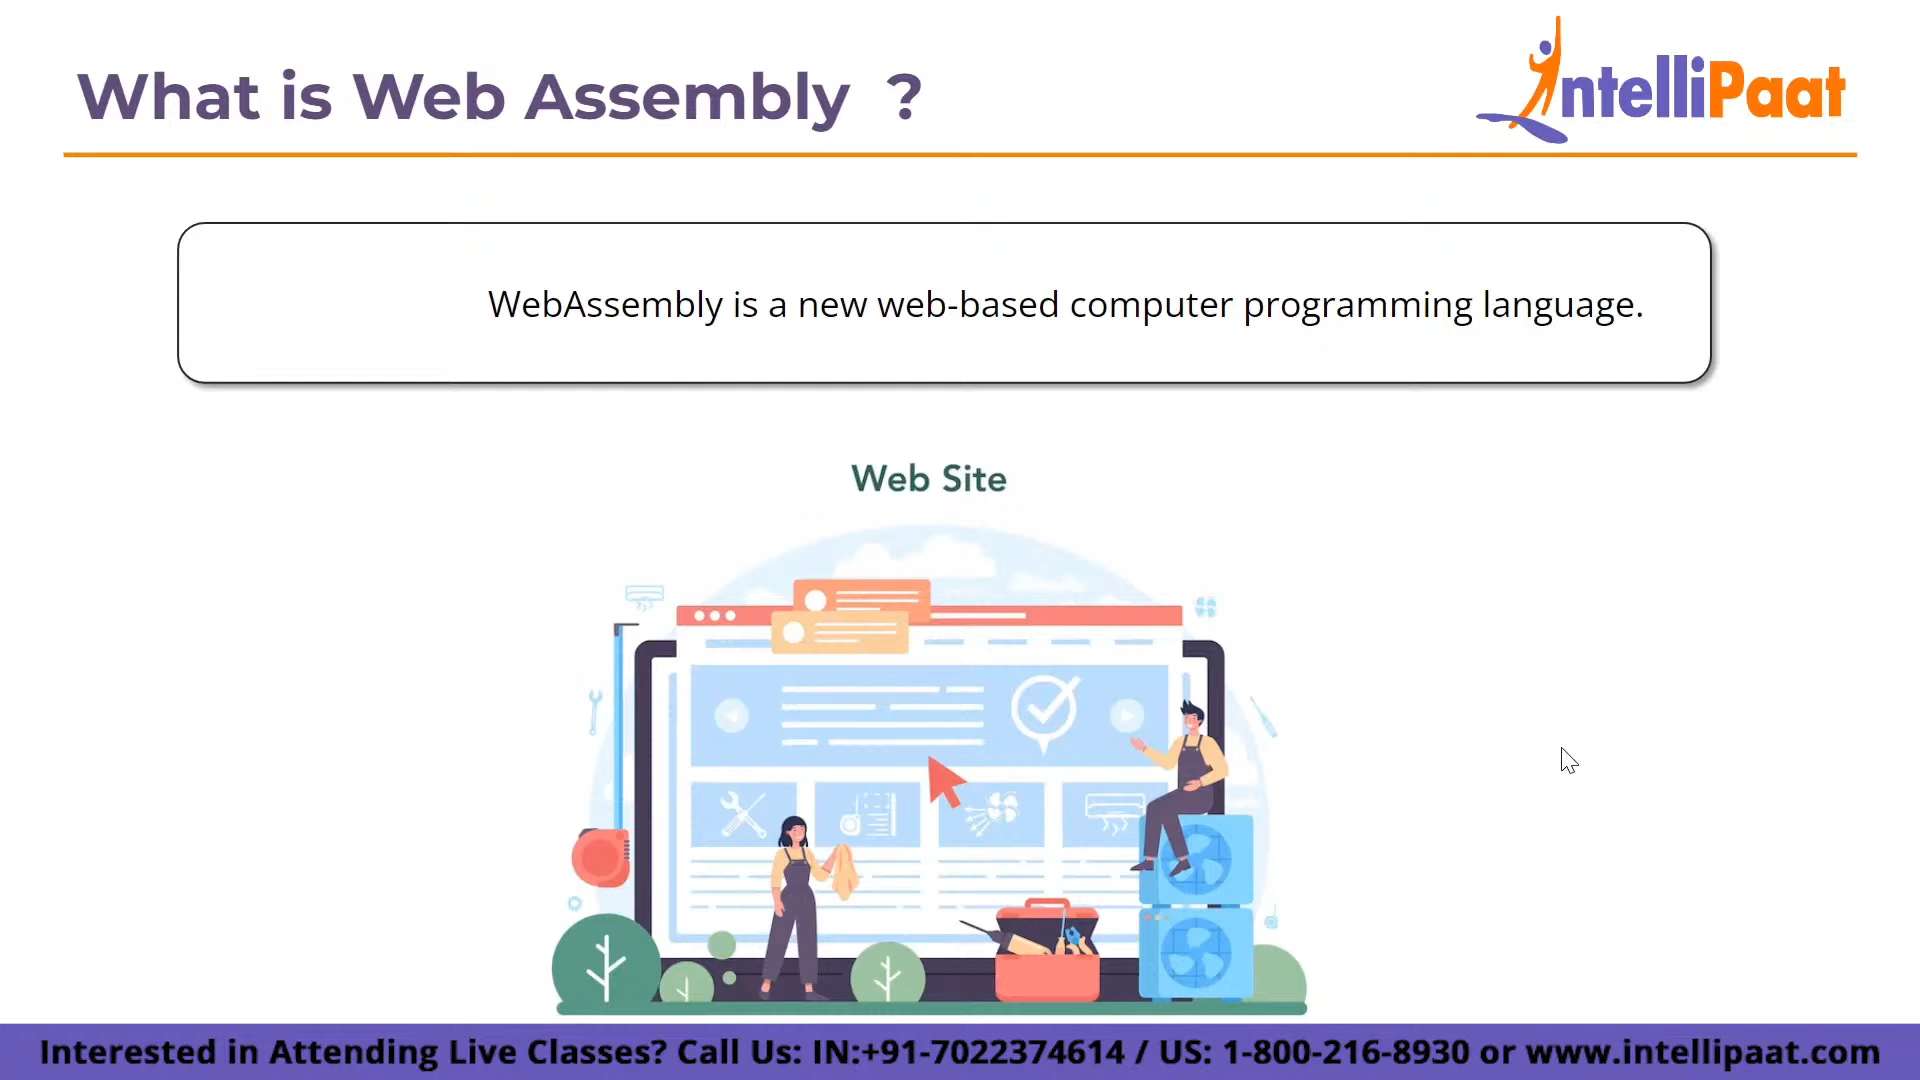 What is Web Assembly ?
IntelliPaat
WebAssembly is a new web-based computer programming language.
Web Site
Interested in Attending Live Classes? Call Us: IN:+91-7022374614 / US: 1-800-216-8930 or www.intellipaat.com